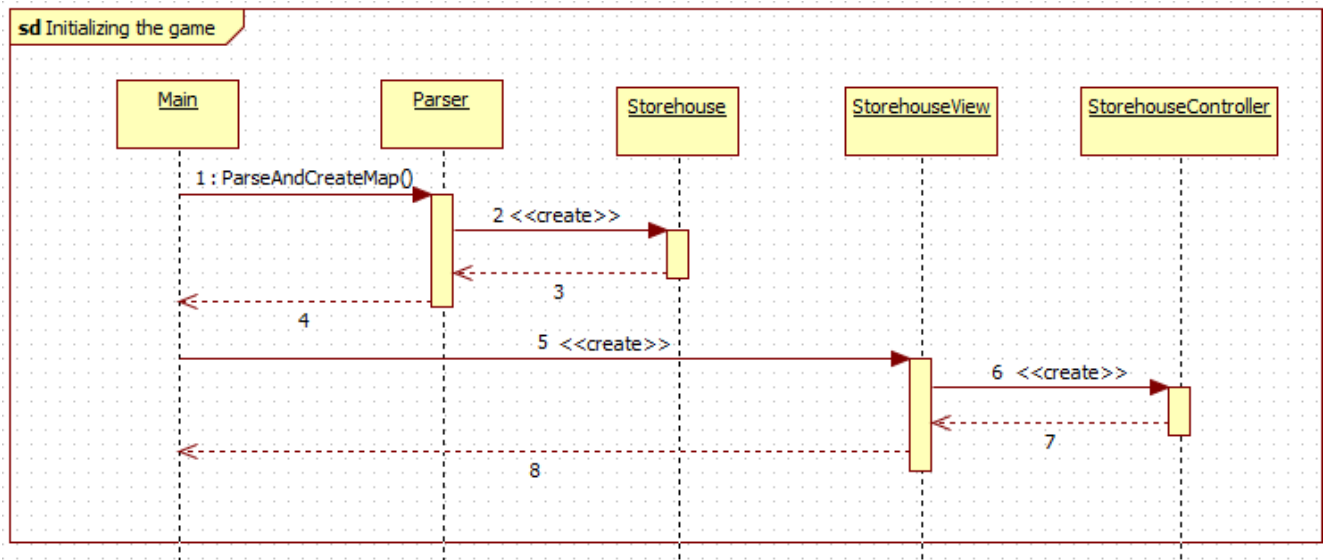 sd Initializing the game
Main
Parser
Storehouse
StorehouseView
StorehouseController
1 : ParseAndCreateMap()
2 <<create>>
3
4
5 <<create>>
6 <<create>>
7
8